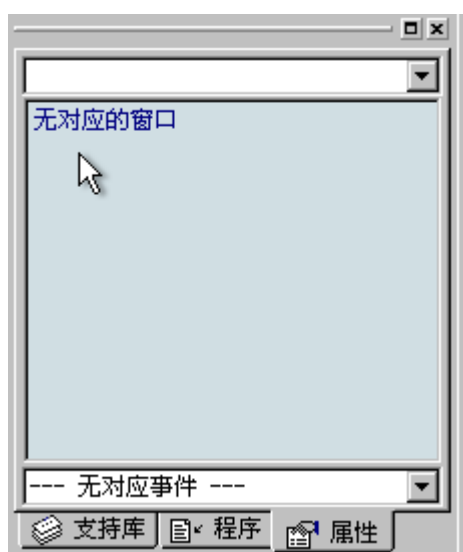 无对应的窗口
--- 无对应事件 ---
支持库 程序 属性